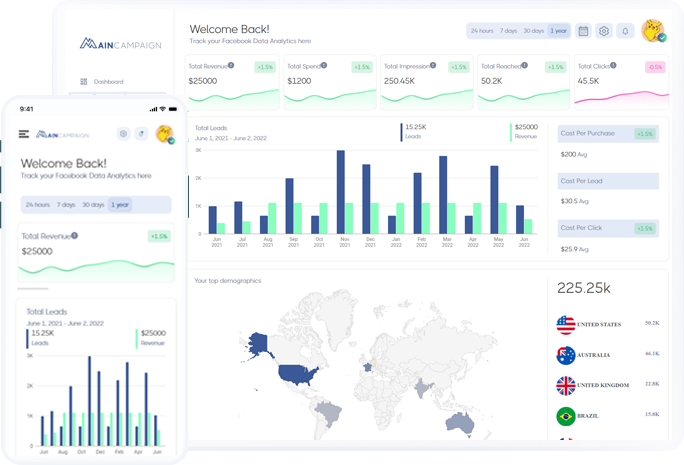 MAINCAMPAIGN
Dashboard
Welcome Back!
Track your Facebook Data Analytics here
24 hours 7 days 30 days 1 year
Total Revenue +1.5%
$25000
Total Spend +1.5%
$1200
Total Impression +1.5%
250.45K
Total Reached +1.5%
50.2K
Total Clicks -0.5%
45.5K
Total Leads
June 1, 2021 - June 2, 2022
15.25K
Leads
$25000
Revenue
3K
2K
1K
0
Jun 2021
Jul 2021
Aug 2021
Sep 2021
Oct 2021
Nov 2021
Dec 2021
Jan 2022
Feb 2022
Mar 2022
Apr 2022
May 2022
Jun 2022
Cost Per Purchase +1.5%
$200 Avg
Cost Per Lead
$30.5 Avg
Cost Per Click +1.5%
$25.9 Avg
Your top demographics
225.25k
UNITED STATES 59.2K
AUSTRALIA 44.1K
UNITED KINGDOM 22.8K
BRAZIL 15.8K
9:41
MAINCAMPAIGN
Welcome Back!
Track your Facebook Data Analytics here
24 hours 7 days 30 days 1 year
Total Revenue +1.5%
$25000
Total Leads
June 1, 2021 - June 2, 2022
15.25K
Leads
$25000
Revenue
3K
2K
1K
0
Jun Aug Oct Dec Feb Apr Jun